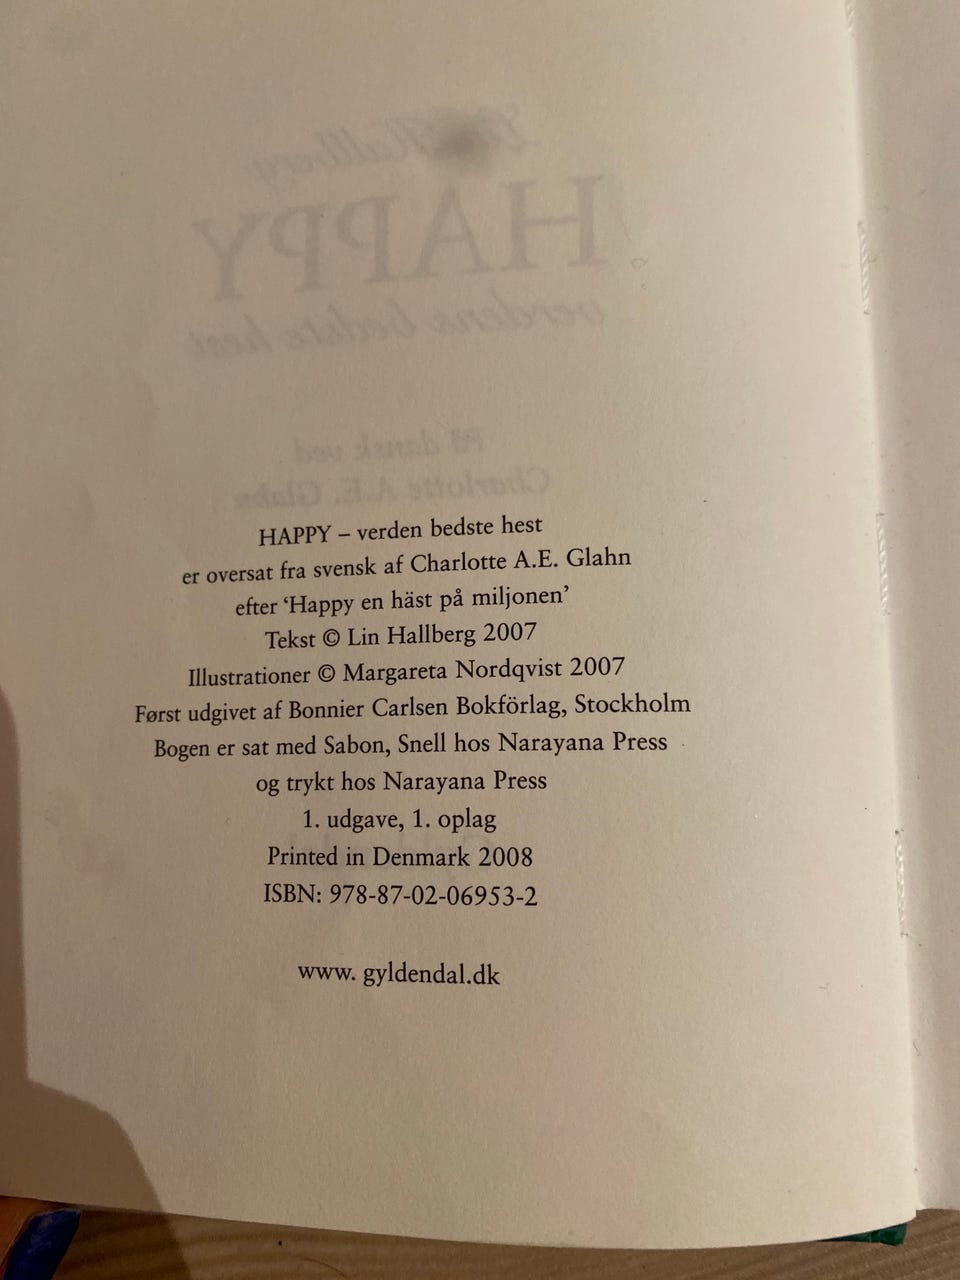 HAPPY – verden bedste hest
er oversat fra svensk af Charlotte A.E. Glahn
efter ‘Happy en häst på miljonen’
Tekst © Lin Hallberg 2007
Illustrationer © Margareta Nordqvist 2007
Først udgivet af Bonnier Carlsen Bokförlag, Stockholm
Bogen er sat med Sabon, Snell hos Narayana Press
og trykt hos Narayana Press
1. udgave, 1. oplag
Printed in Denmark 2008
ISBN: 978-87-02-06953-2
www. gyldendal.dk